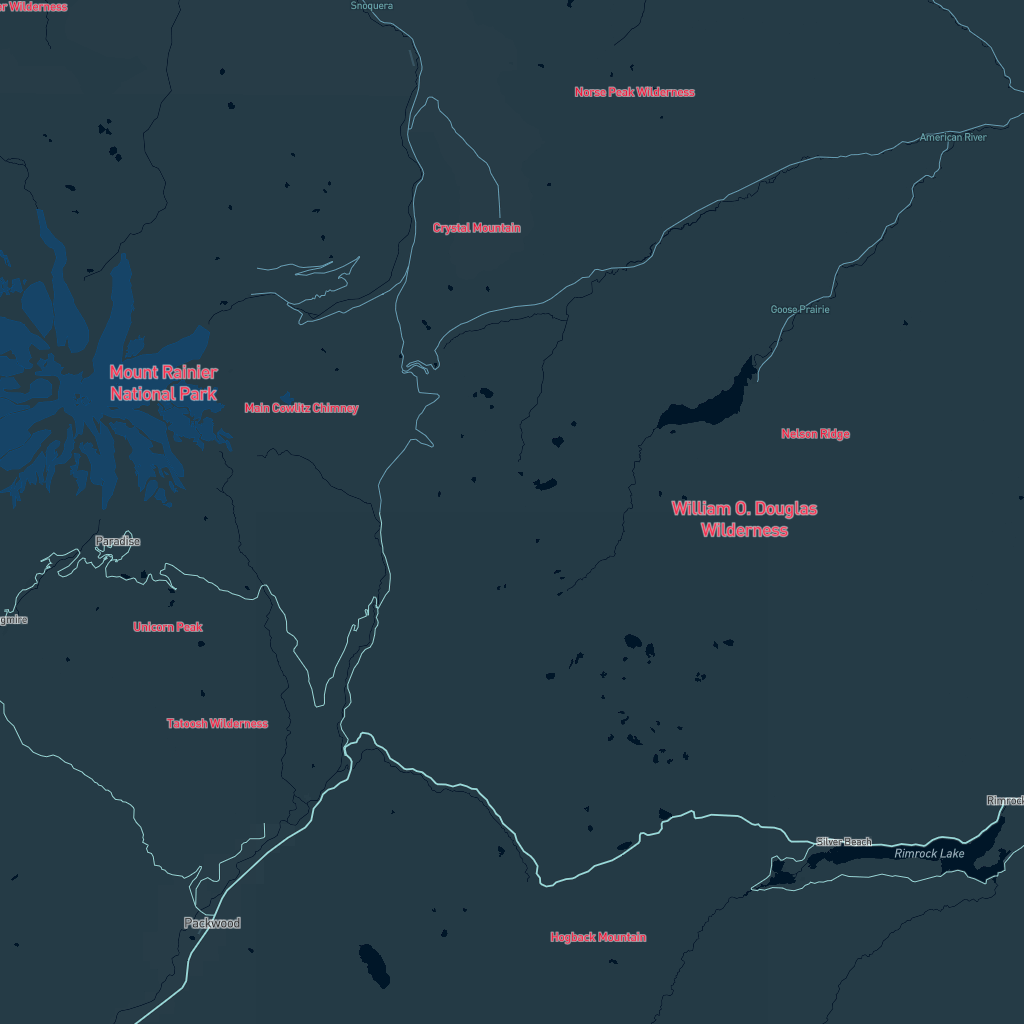 Snoquera
r Wilderness
Norse Peak Wilderness
American River
Crystal Mountain
Goose Prairie
Mount Rainier
National Park
Main Cowlitz Chimney
Nelson Ridge
William O. Douglas
Wilderness
Paradise
gmire
Unicorn Peak
Tatoosh Wilderness
Rimrock
Silver Beach
Rimrock Lake
Packwood
Hogback Mountain